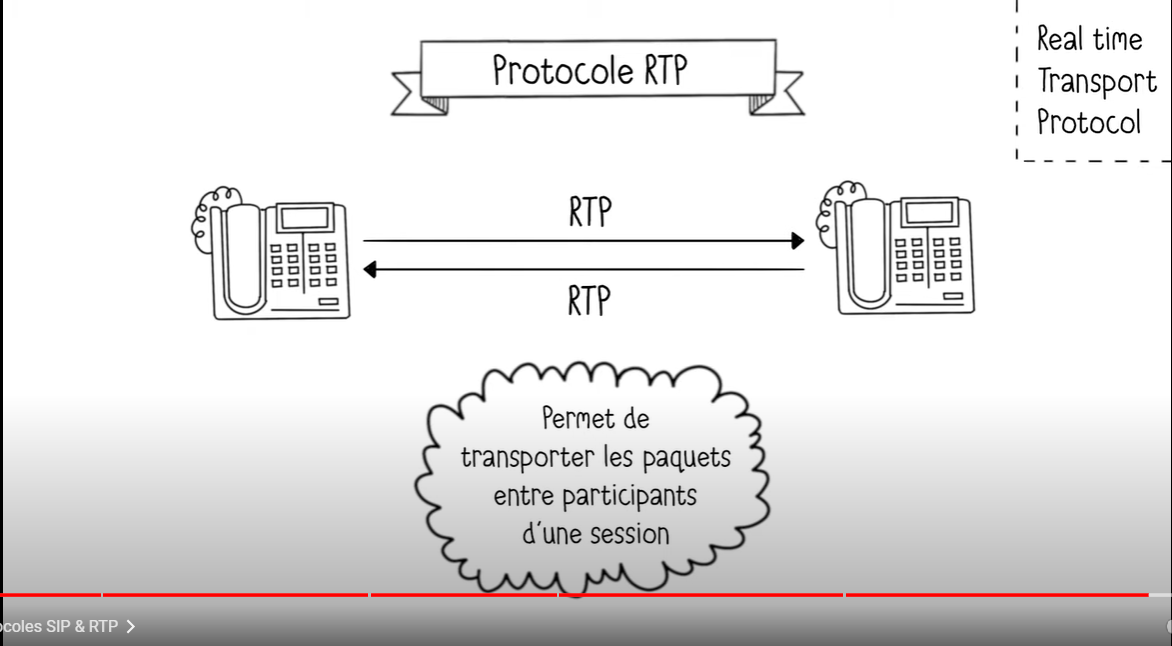 Protocole RTP
Real time
Transport
Protocol
RTP
RTP
Permet de
transporter les paquets
entre participants
d'une session
ocoles SIP & RTP